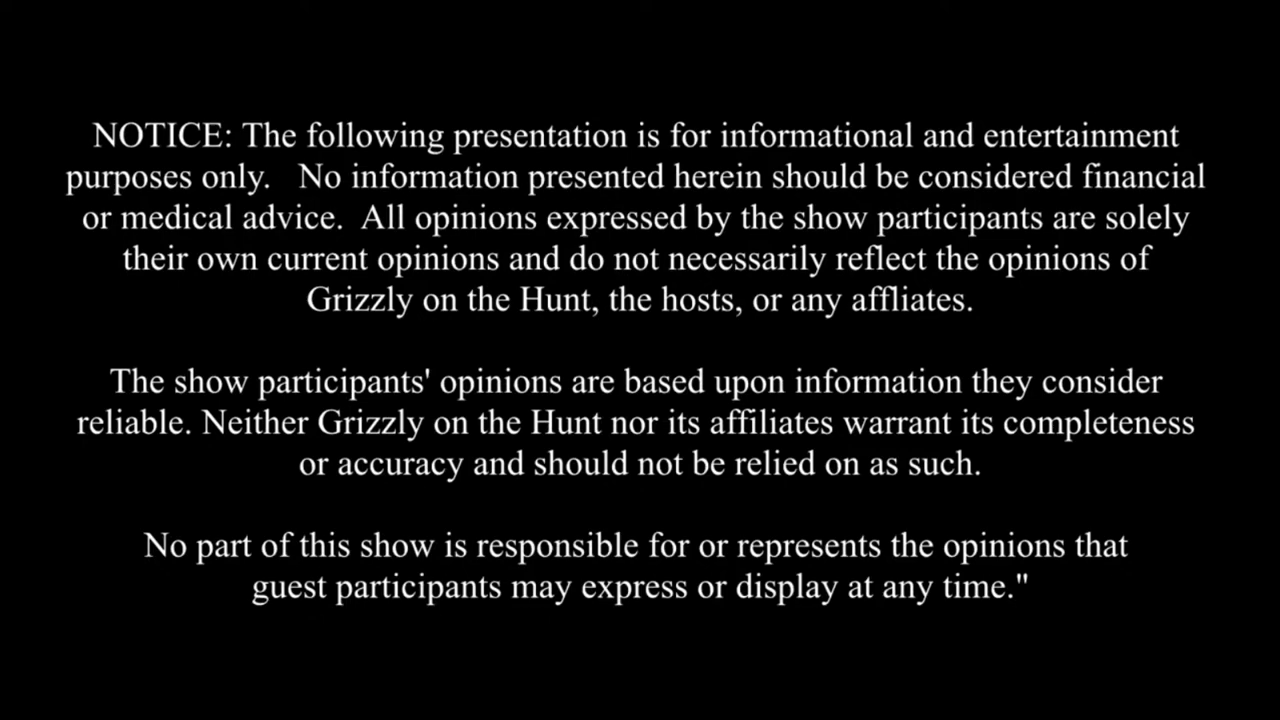 NOTICE: The following presentation is for informational and entertainment
purposes only.   No information presented herein should be considered financial
or medical advice.  All opinions expressed by the show participants are solely
their own current opinions and do not necessarily reflect the opinions of
Grizzly on the Hunt, the hosts, or any affliates.
The show participants' opinions are based upon information they consider
reliable. Neither Grizzly on the Hunt nor its affiliates warrant its completeness
or accuracy and should not be relied on as such.
No part of this show is responsible for or represents the opinions that
guest participants may express or display at any time."